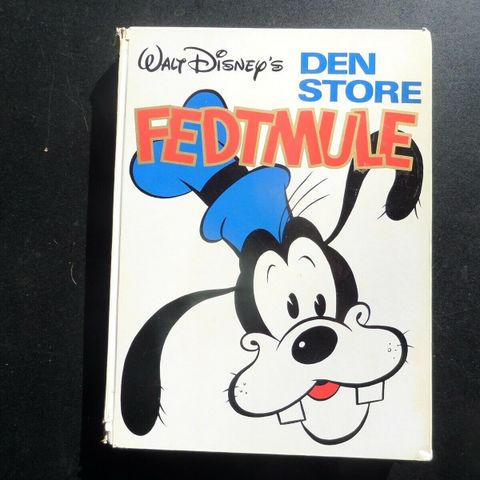 WALT DISNEY'S
DEN
STORE
FEDTMULE